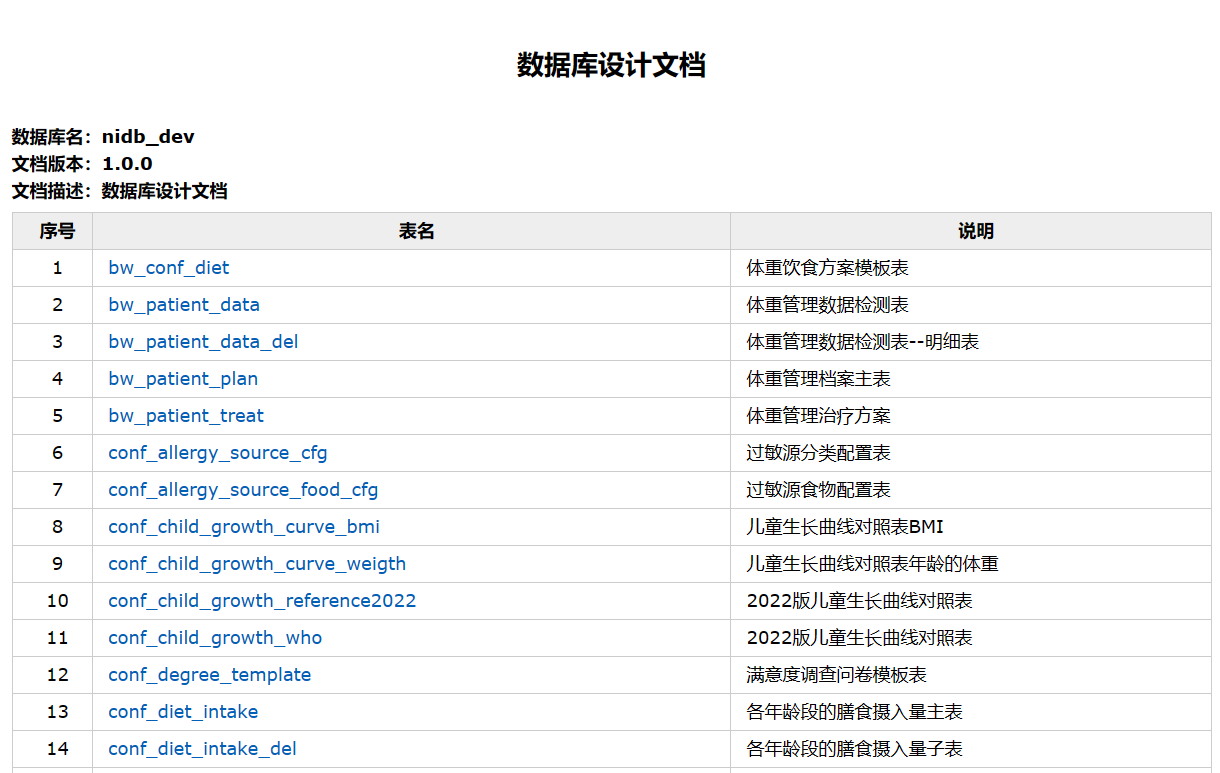 数据库设计文档
数据库名：nidb_dev
文档版本：1.0.0
文档描述：数据库设计文档
序号 表名 说明
1 bw_conf_diet 体重饮食方案模板表
2 bw_patient_data 体重管理数据检测表
3 bw_patient_data_del 体重管理数据检测表--明细表
4 bw_patient_plan 体重管理档案主表
5 bw_patient_treat 体重管理治疗方案
6 conf_allergy_source_cfg 过敏源分类配置表
7 conf_allergy_source_food_cfg 过敏源食物配置表
8 conf_child_growth_curve_bmi 儿童生长曲线对照表BMI
9 conf_child_growth_curve_weigth 儿童生长曲线对照表年龄的体重
10 conf_child_growth_reference2022 2022版儿童生长曲线对照表
11 conf_child_growth_who 2022版儿童生长曲线对照表
12 conf_degree_template 满意度调查问卷模板表
13 conf_diet_intake 各年龄段的膳食摄入量主表
14 conf_diet_intake_del 各年龄段的膳食摄入量子表